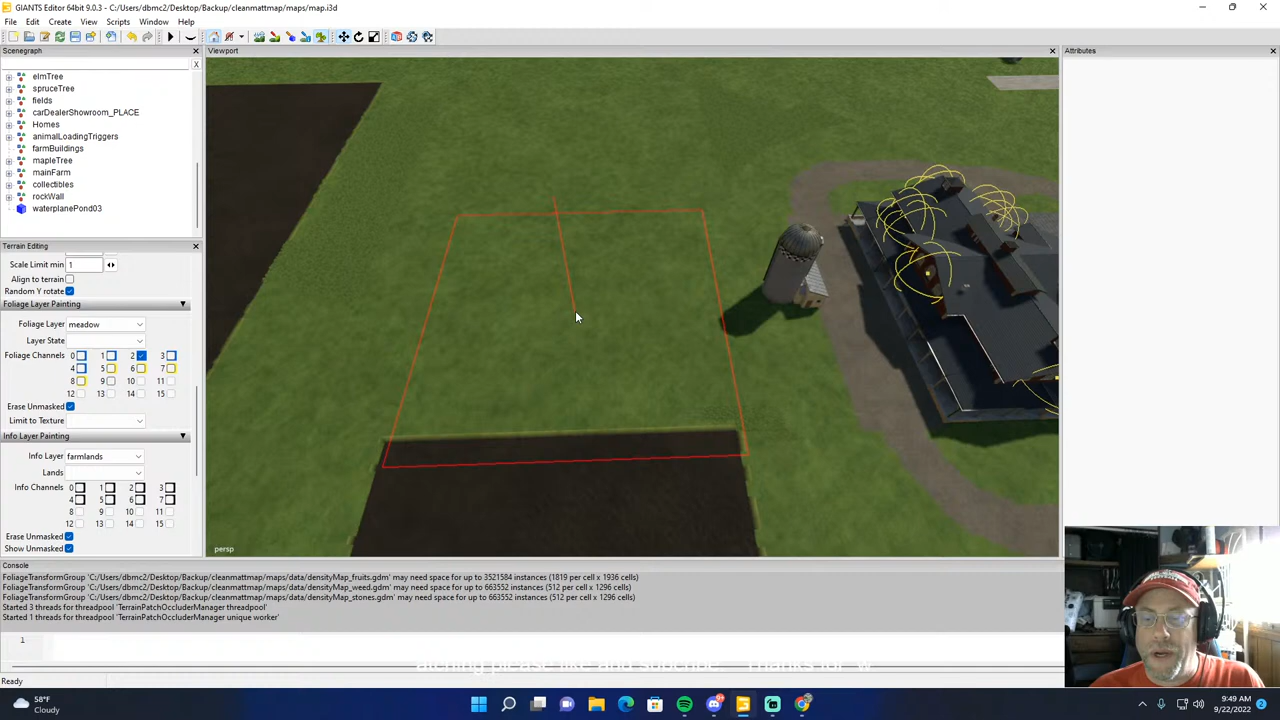 GIANTS Editor 64bit 9.0.3 - C:/Users/dbmc2/Desktop/Backup/cleanmattmap/maps/map.i3d
File Edit Create View Scripts Window Help
Scenegraph
Viewport
Attributes
X
elmTree
spruceTree
fields
carDealerShowroom_PLACE
Homes
animalLoadingTriggers
farmBuildings
mapleTree
mainFarm
collectibles
rockWall
waterplanePond03
Terrain Editing
Scale Limit min 1
Align to terrain
Random Y rotate
Foliage Layer Painting
Foliage Layer meadow
Layer State
Foliage Channels 0 1 2 3
4 5 6 7
8 9 10 11
12 13 14 15
Erase Unmasked
Limit to Texture
Info Layer Painting
Info Layer farmlands
Lands
Info Channels 0 1 2 3
4 5 6 7
8 9 10 11
12 13 14 15
Erase Unmasked
Show Unmasked
persp
Console
FoliageTransformGroup 'C:/Users/dbmc2/Desktop/Backup/cleanmattmap/maps/data/densityMap_fruits.gdm' may need space for up to 3521584 instances (1819 per cell x 1936 cells)
FoliageTransformGroup 'C:/Users/dbmc2/Desktop/Backup/cleanmattmap/maps/data/densityMap_weed.gdm' may need space for up to 663552 instances (512 per cell x 1296 cells)
FoliageTransformGroup 'C:/Users/dbmc2/Desktop/Backup/cleanmattmap/maps/data/densityMap_stones.gdm' may need space for up to 663552 instances (512 per cell x 1296 cells)
Started 3 threads for threadpool 'TerrainPatchOccluderManager threadpool'
Started 1 threads for threadpool 'TerrainPatchOccluderManager unique worker'
1
Ready
58°F
Cloudy
9:49 AM
9/22/2022